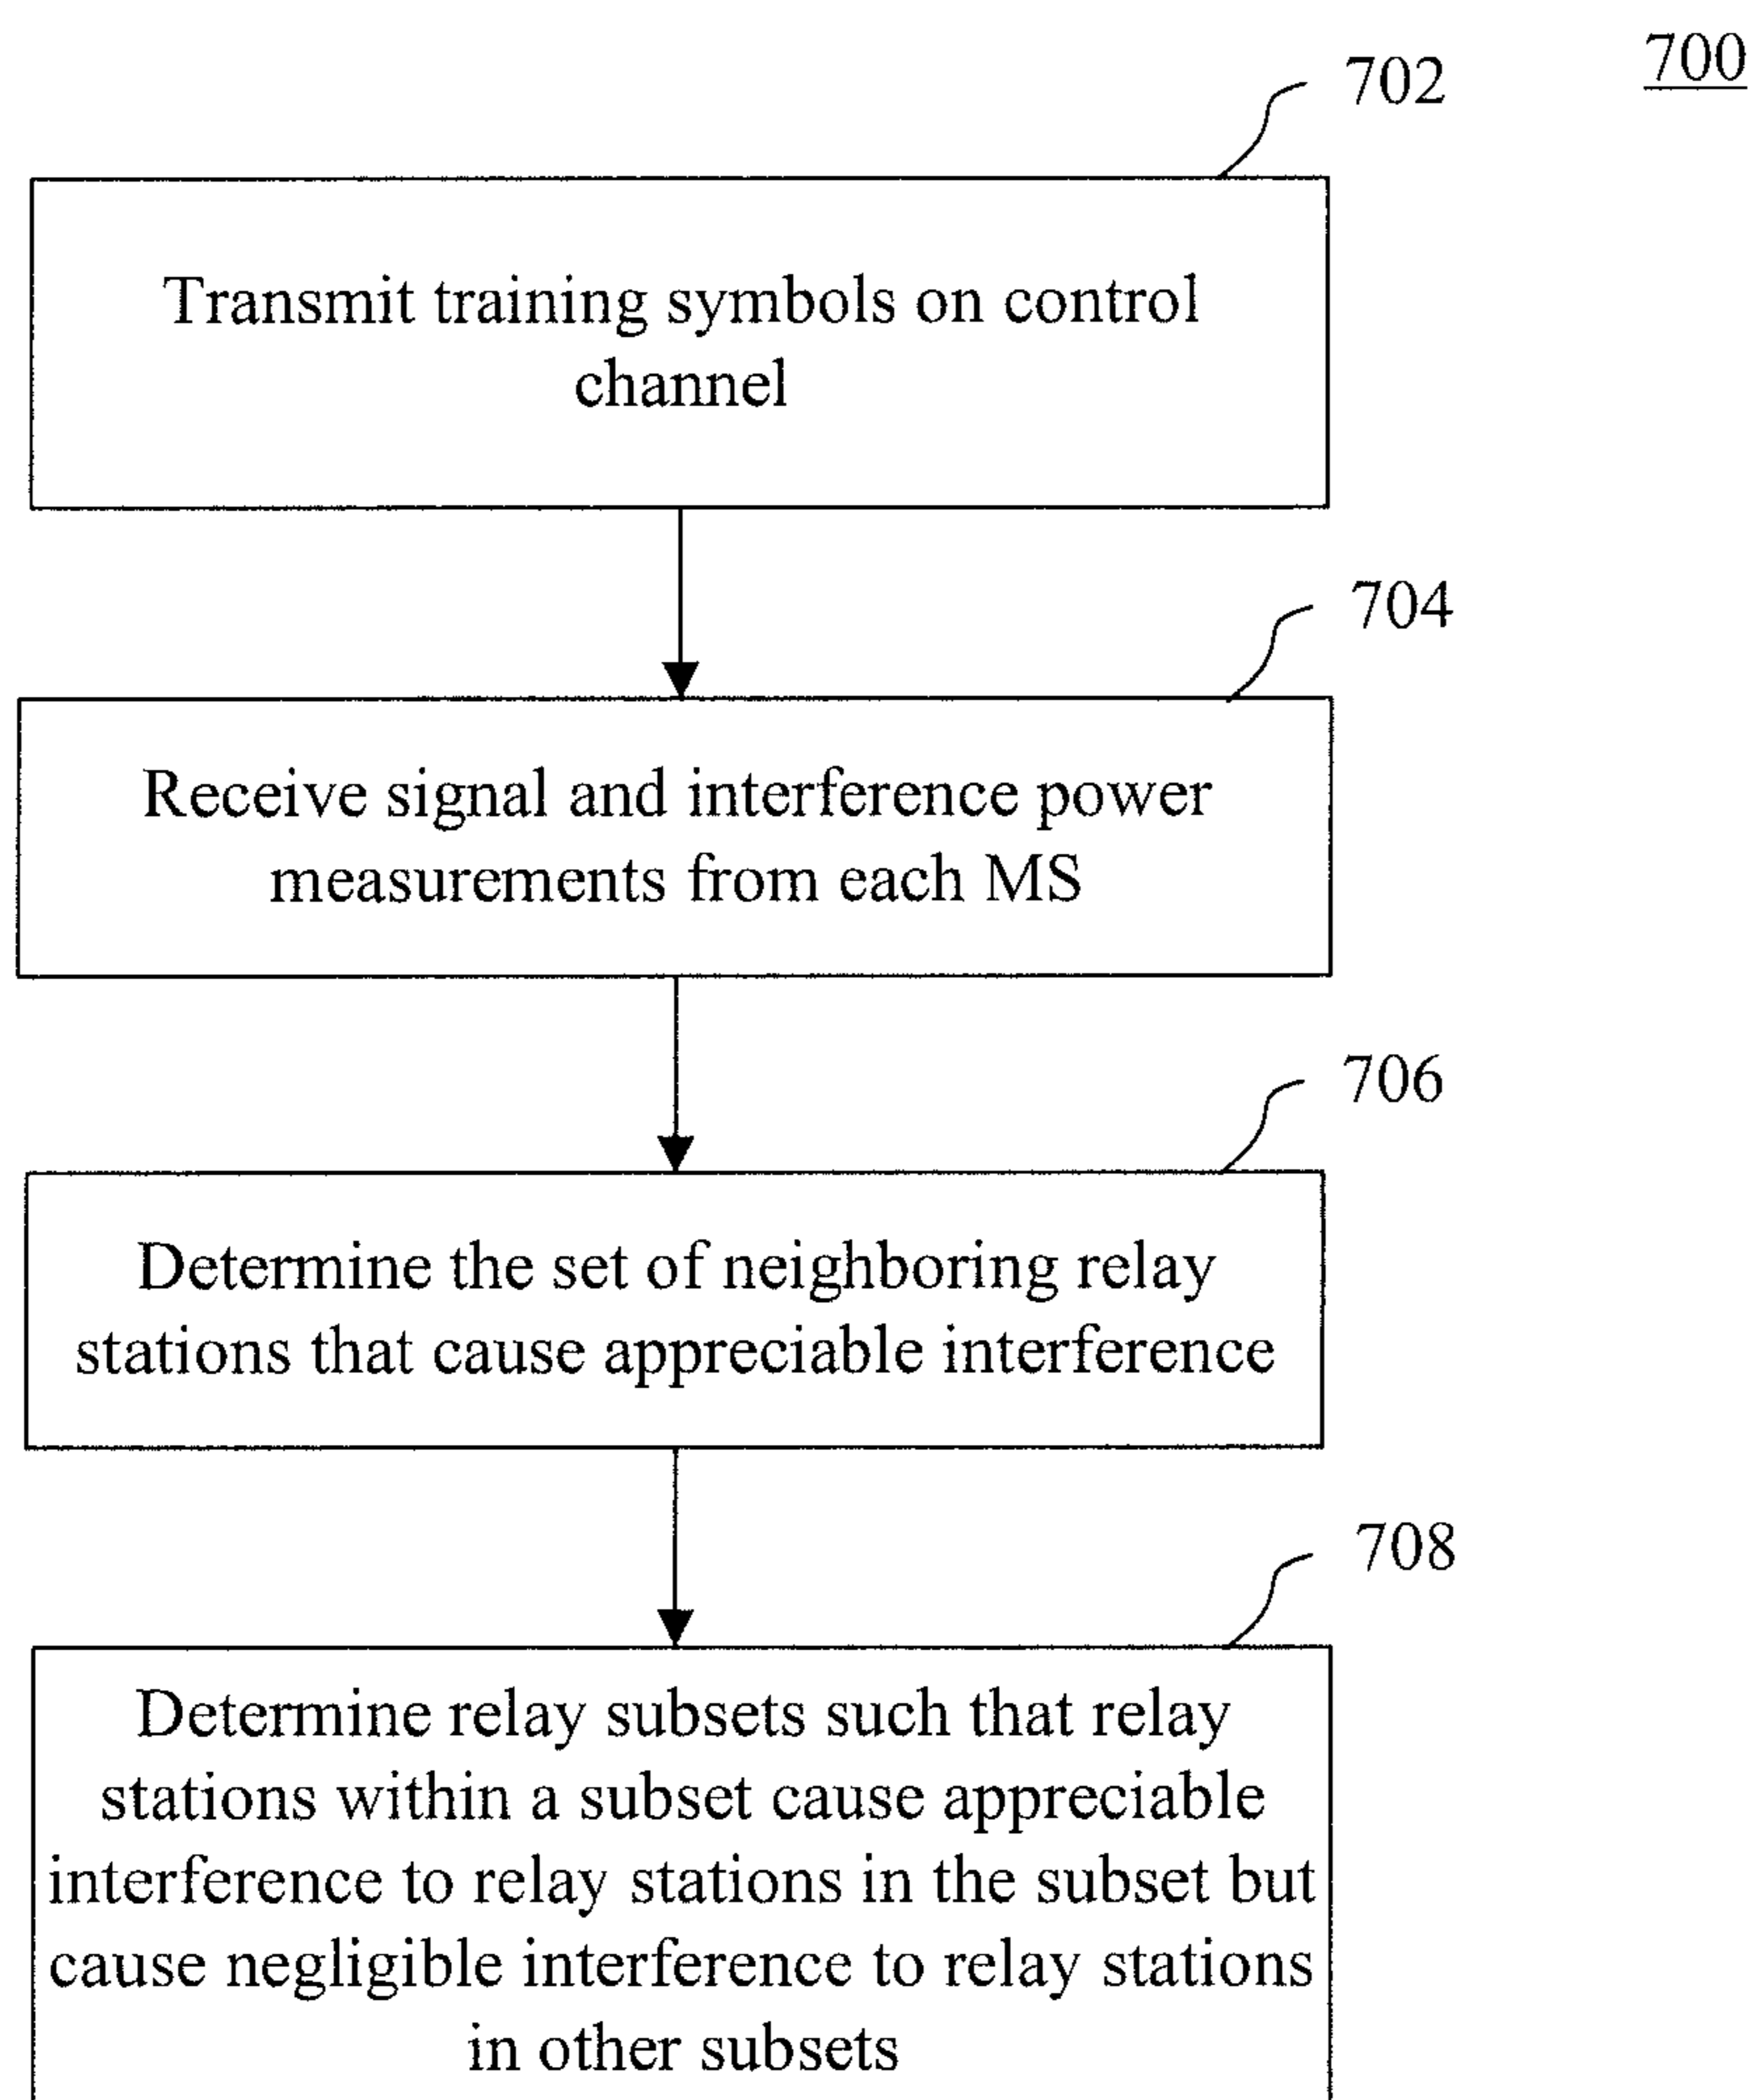 700
702
Transmit training symbols on control
channel
704
Receive signal and interference power
measurements from each MS
706
Determine the set of neighboring relay
stations that cause appreciable interference
708
Determine relay subsets such that relay
stations within a subset cause appreciable
interference to relay stations in the subset but
cause negligible interference to relay stations
in other subsets